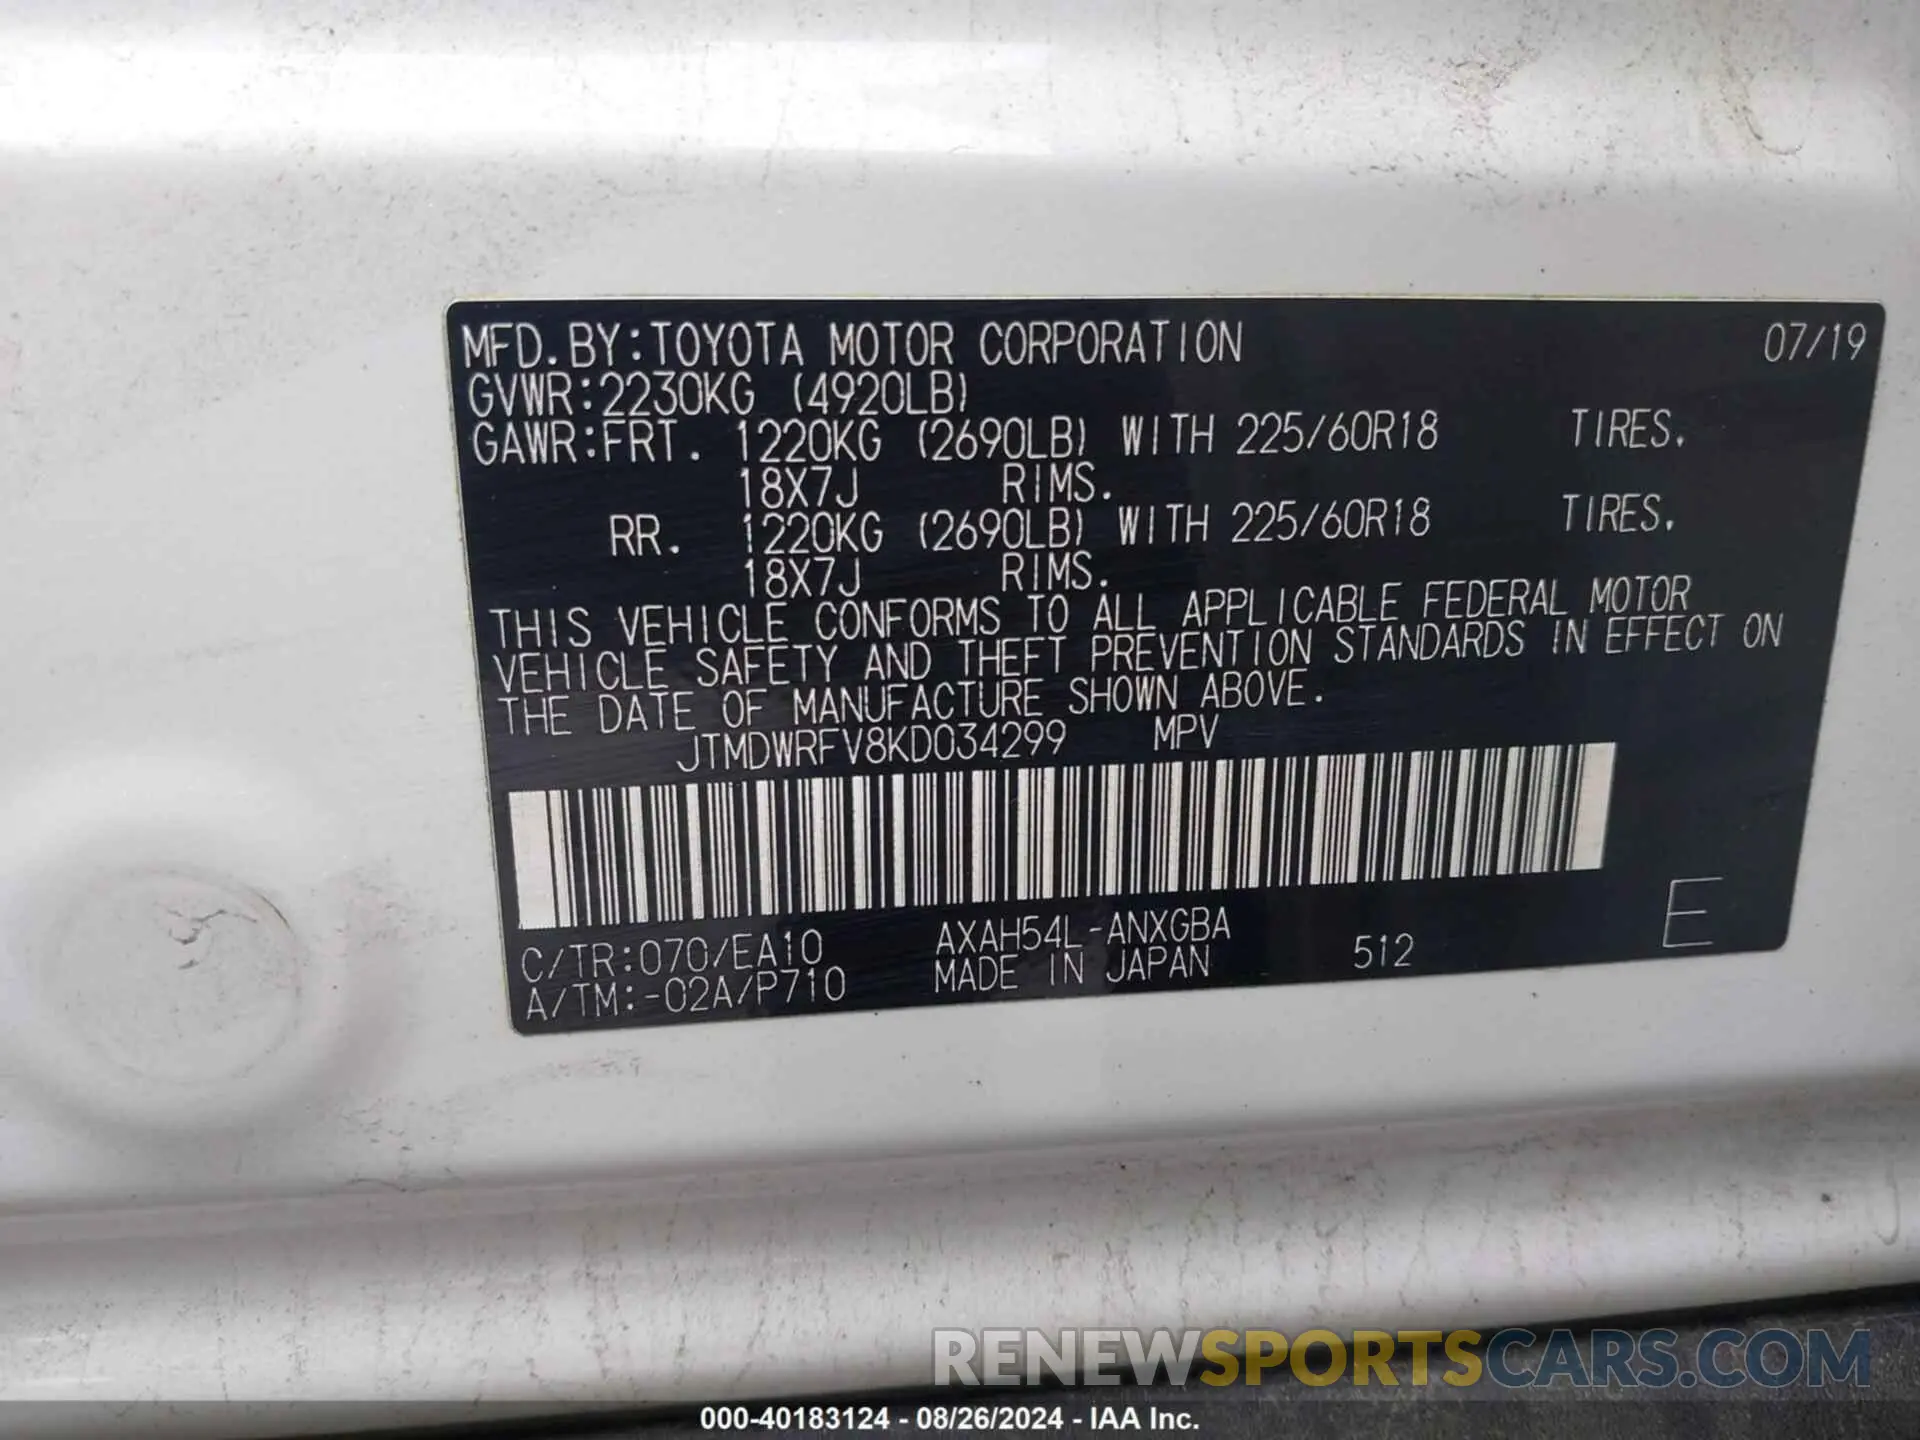 MFD.BY:TOYOTA MOTOR CORPORATION 07/19
GVWR:2230KG (4920LB)
GAWR:FRT. 1220KG (2690LB) WITH 225/60R18 TIRES.
18X7J RIMS.
RR. 1220KG (2690LB) WITH 225/60R18 TIRES.
18X7J RIMS.
THIS VEHICLE CONFORMS TO ALL APPLICABLE FEDERAL MOTOR
VEHICLE SAFETY AND THEFT PREVENTION STANDARDS IN EFFECT ON
THE DATE OF MANUFACTURE SHOWN ABOVE.
JTMDWRFV8KD034299 MPV
C/TR:070/EA10 AXAH54L-ANXGBA
A/TM:-02A/P710 MADE IN JAPAN 512 E
RENEWSPORTSCARS.COM
000-40183124 - 08/26/2024 - IAA Inc.